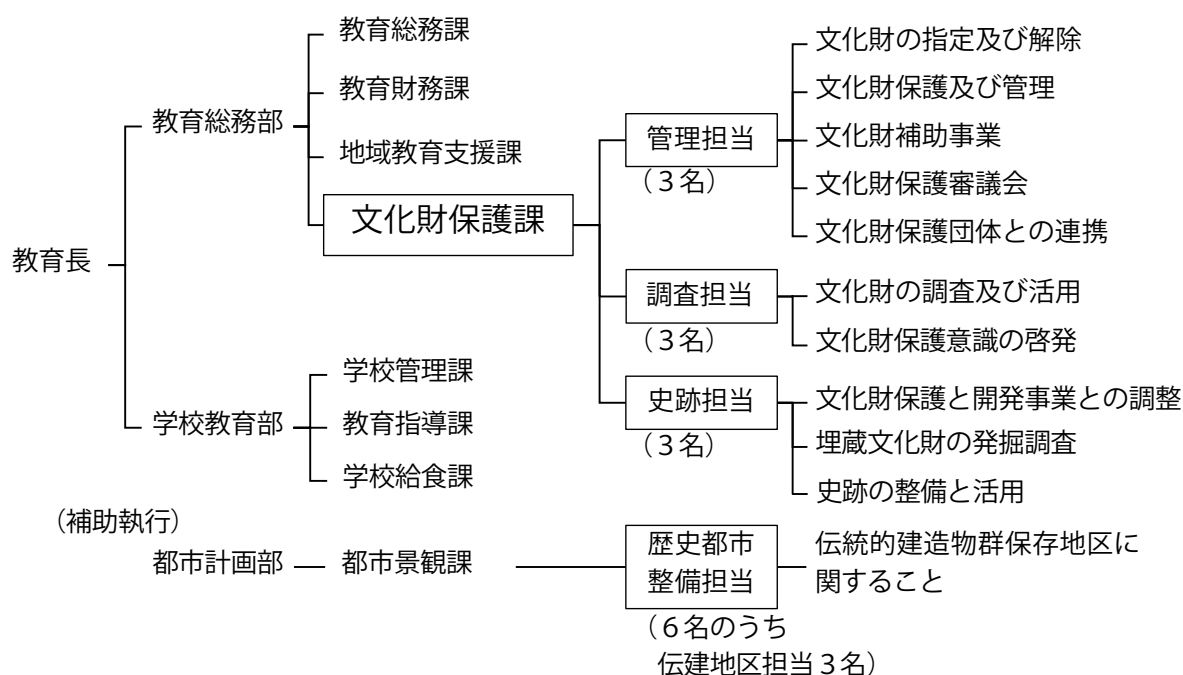 教育長
教育総務部
教育総務課
教育財務課
地域教育支援課
文化財保護課
管理担当
（３名）
文化財の指定及び解除
文化財保護及び管理
文化財補助事業
文化財保護審議会
文化財保護団体との連携
調査担当
（３名）
文化財の調査及び活用
文化財保護意識の啓発
史跡担当
（３名）
文化財保護と開発事業との調整
埋蔵文化財の発掘調査
史跡の整備と活用
学校教育部
学校管理課
教育指導課
学校給食課
（補助執行）
都市計画部
都市景観課
歴史都市
整備担当
（６名のうち
伝建地区担当３名）
伝統的建造物群保存地区に
関すること